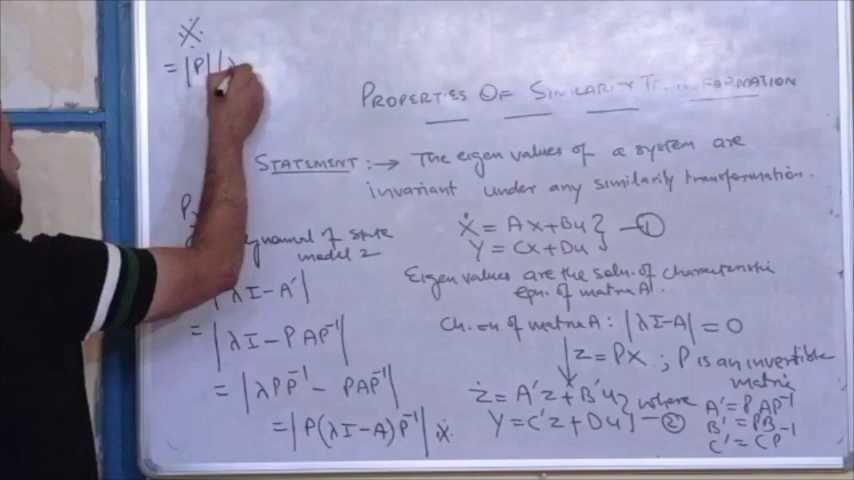 Ẋ.
= |P| |λ
PROPERTIES OF SIMILARITY TRANSFORMATION
STATEMENT :→ The eigen values of a system are
invariant under any similarity transformation.
Ẋ = AX+BU
Y = CX+DU } —①
Eigen values are the soln. of characteristic
eqn. of matrix A.
Ch. en of matrix A : |λI-A| = 0
Z = PX ; P is an invertible
matrix
Ż = A'Z + B'U
Y = C'Z + DU } —② where
A' = PAP⁻¹
B' = PB
C' = CP⁻¹
of state
model 2
|λI - A'|
= |λI - PAP⁻¹|
= |λPP⁻¹ - PAP⁻¹|
= |P(λI-A)P⁻¹| Ẋ.